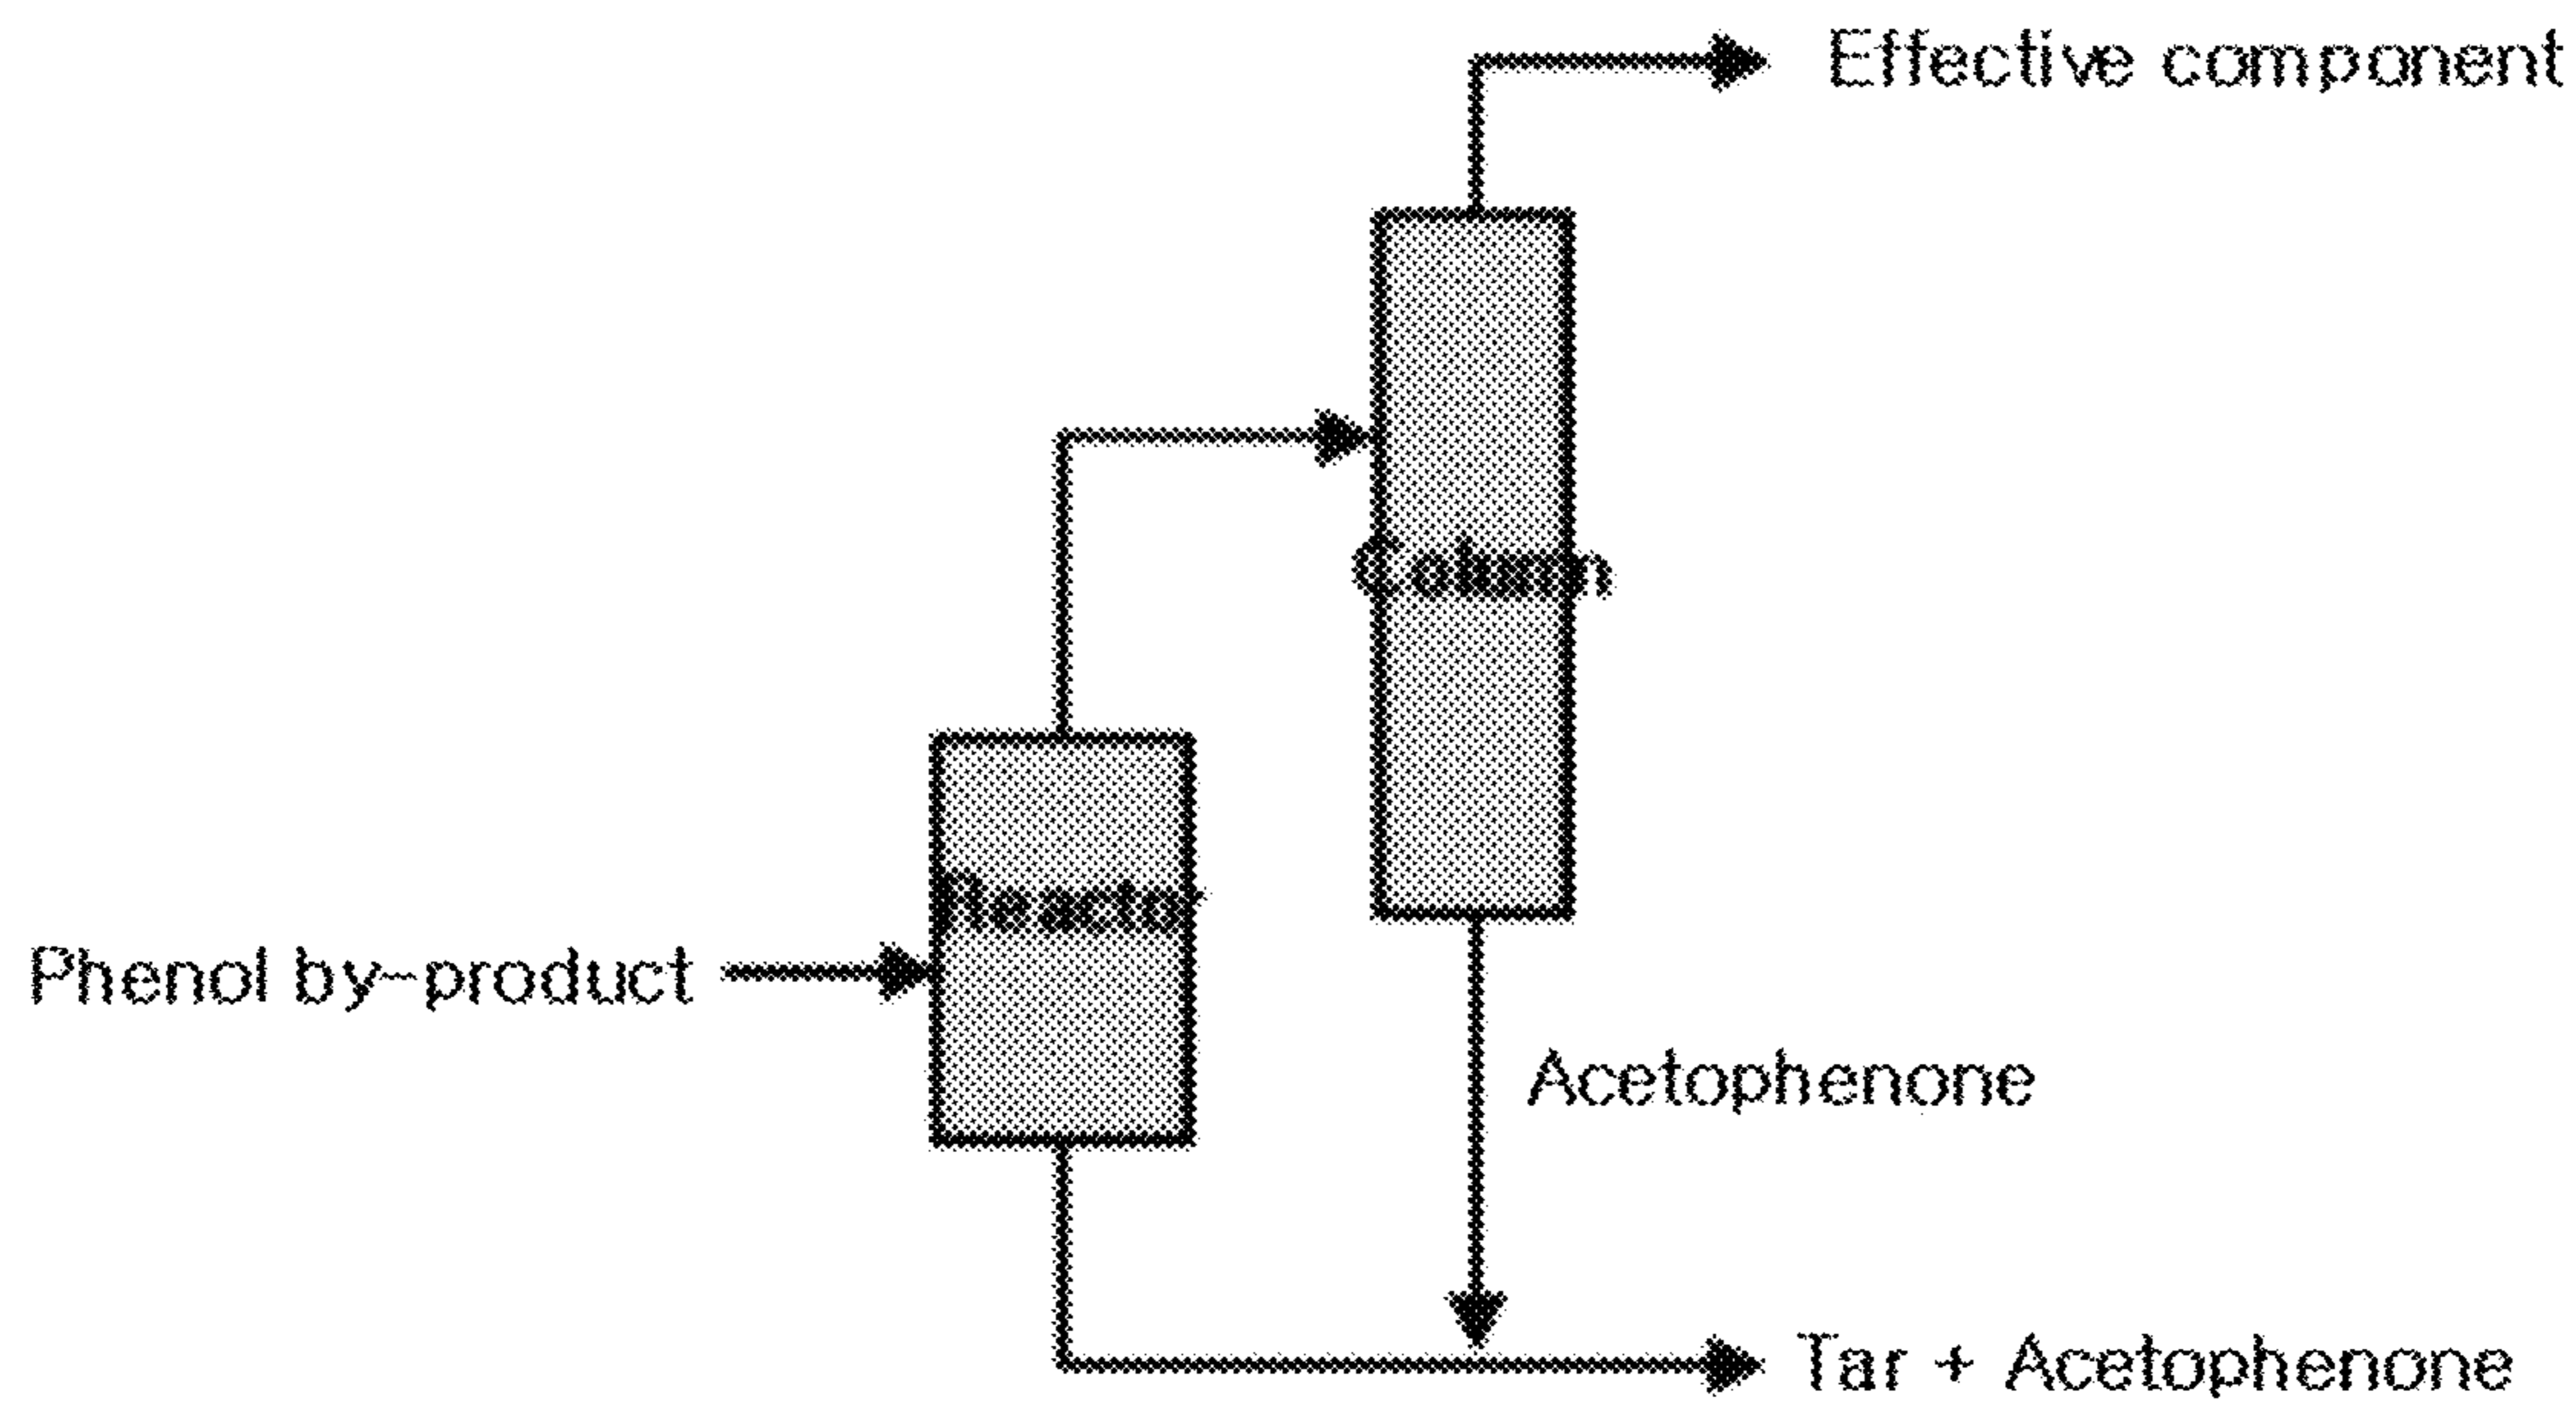 Effective component
Column
Reactor
Phenol by-product
Acetophenone
Tar + Acetophenone